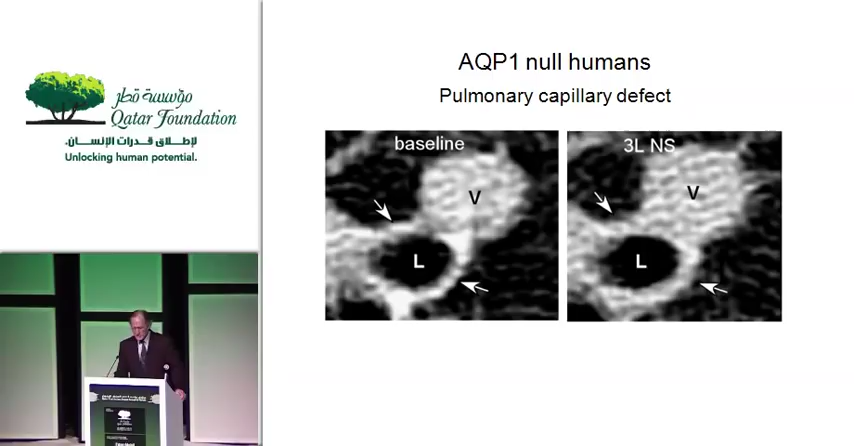 مؤسسة قطر
Qatar Foundation
لإطلاق قدرات الإنسان.
Unlocking human potential.
AQP1 null humans
Pulmonary capillary defect
baseline
3L NS
V
V
L
L